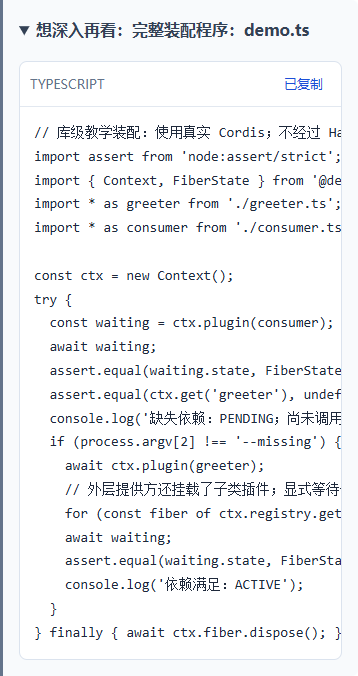 ▼ 想深入再看：完整装配程序：demo.ts
TYPESCRIPT
已复制
// 库级教学装配：使用真实 Cordis；不经过 Ha
import assert from 'node:assert/strict';
import { Context, FiberState } from '@de
import * as greeter from './greeter.ts';
import * as consumer from './consumer.ts
const ctx = new Context();
try {
  const waiting = ctx.plugin(consumer);
  await waiting;
  assert.equal(waiting.state, FiberState
  assert.equal(ctx.get('greeter'), undef
  console.log('缺失依赖：PENDING；尚未调用
  if (process.argv[2] !== '--missing') {
    await ctx.plugin(greeter);
    // 外层提供方还挂载了子类插件；显式等待
    for (const fiber of ctx.registry.get
    await waiting;
    assert.equal(waiting.state, FiberSta
    console.log('依赖满足：ACTIVE');
  }
} finally { await ctx.fiber.dispose(); }